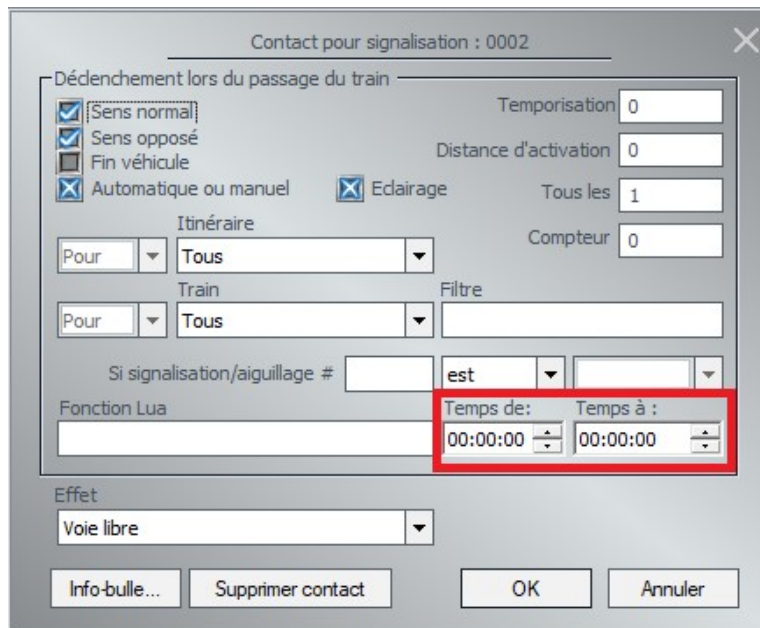 Contact pour signalisation : 0002
Déclenchement lors du passage du train
Sens normal
Temporisation 0
Sens opposé
Distance d'activation 0
Fin véhicule
Automatique ou manuel Eclairage Tous les 1
Itinéraire
Compteur 0
Pour Tous
Train Filtre
Pour Tous
Si signalisation/aiguillage # est
Fonction Lua Temps de: Temps à :
00:00:00 00:00:00
Effet
Voie libre
Info-bulle... Supprimer contact OK Annuler